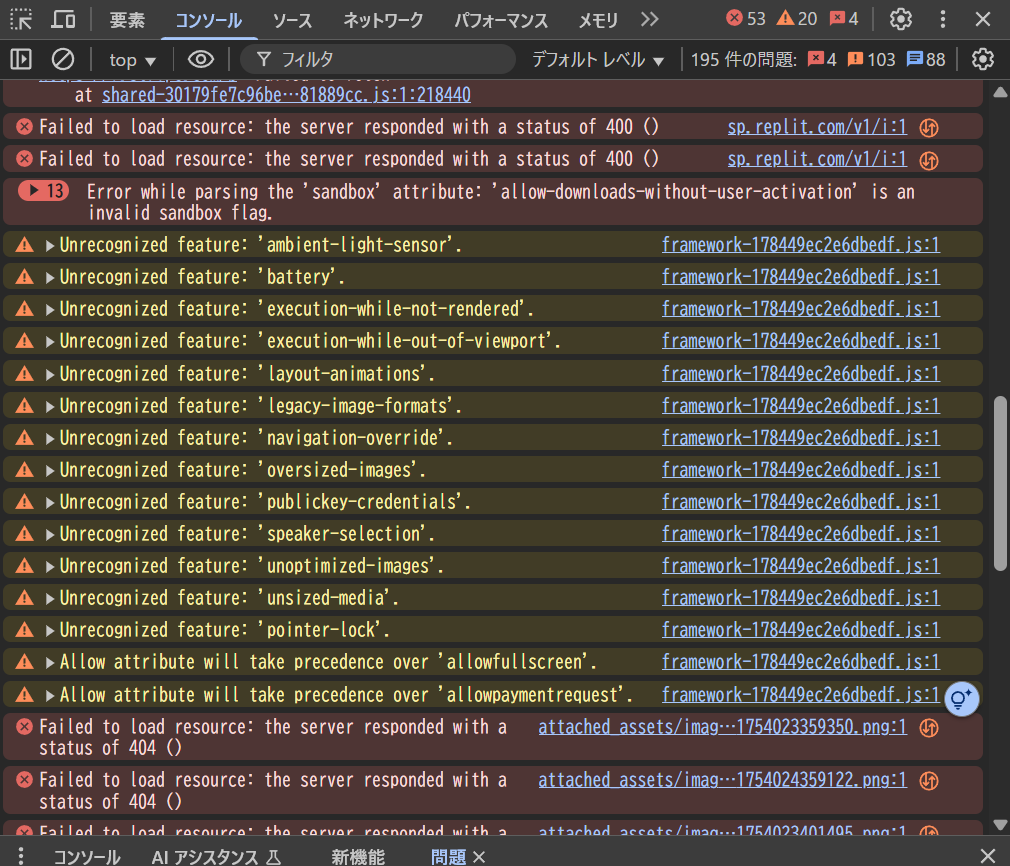 要素 コンソール ソース ネットワーク パフォーマンス メモリ 53 20 4
top フィルタ デフォルト レベル 195 件の問題: 4 103 88
at shared-30179fe7c96be…81889cc.js:1:218440
Failed to load resource: the server responded with a status of 400 () sp.replit.com/v1/i:1
Failed to load resource: the server responded with a status of 400 () sp.replit.com/v1/i:1
13 Error while parsing the 'sandbox' attribute: 'allow-downloads-without-user-activation' is an
invalid sandbox flag.
Unrecognized feature: 'ambient-light-sensor'. framework-178449ec2e6dbedf.js:1
Unrecognized feature: 'battery'. framework-178449ec2e6dbedf.js:1
Unrecognized feature: 'execution-while-not-rendered'. framework-178449ec2e6dbedf.js:1
Unrecognized feature: 'execution-while-out-of-viewport'. framework-178449ec2e6dbedf.js:1
Unrecognized feature: 'layout-animations'. framework-178449ec2e6dbedf.js:1
Unrecognized feature: 'legacy-image-formats'. framework-178449ec2e6dbedf.js:1
Unrecognized feature: 'navigation-override'. framework-178449ec2e6dbedf.js:1
Unrecognized feature: 'oversized-images'. framework-178449ec2e6dbedf.js:1
Unrecognized feature: 'publickey-credentials'. framework-178449ec2e6dbedf.js:1
Unrecognized feature: 'speaker-selection'. framework-178449ec2e6dbedf.js:1
Unrecognized feature: 'unoptimized-images'. framework-178449ec2e6dbedf.js:1
Unrecognized feature: 'unsized-media'. framework-178449ec2e6dbedf.js:1
Unrecognized feature: 'pointer-lock'. framework-178449ec2e6dbedf.js:1
Allow attribute will take precedence over 'allowfullscreen'. framework-178449ec2e6dbedf.js:1
Allow attribute will take precedence over 'allowpaymentrequest'. framework-178449ec2e6dbedf.js:1
Failed to load resource: the server responded with a attached_assets/imag…1754023359350.png:1
status of 404 ()
Failed to load resource: the server responded with a attached_assets/imag…1754024359122.png:1
status of 404 ()
Failed to load resource: the server responded with a attached_assets/imag…1754023401495.png:1
コンソール AI アシスタンス 新機能 問題